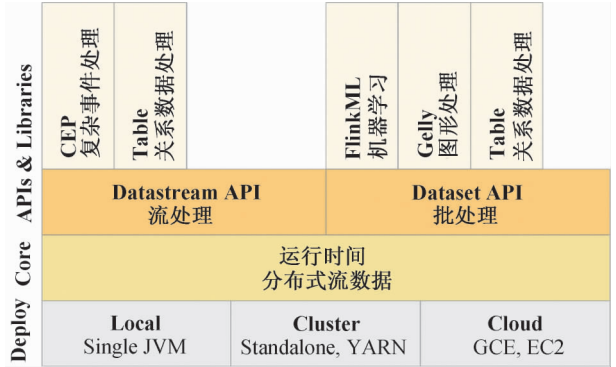 APIs & Libraries
CEP
复杂事件处理
Table
关系数据处理
FlinkML
机器学习
Gelly
图形处理
Table
关系数据处理
Datastream API
流处理
Dataset API
批处理
Core
运行时间
分布式流数据
Deploy
Local
Single JVM
Cluster
Standalone, YARN
Cloud
GCE, EC2